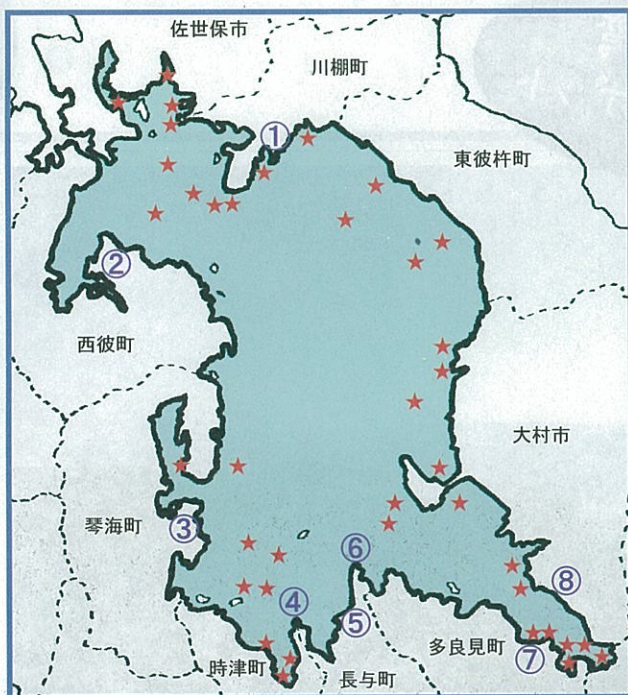 佐世保市
川棚町
①
東彼杵町
②
西彼町
大村市
琴海町
③
⑥
④
⑧
⑤
多良見町
⑦
時津町
長与町